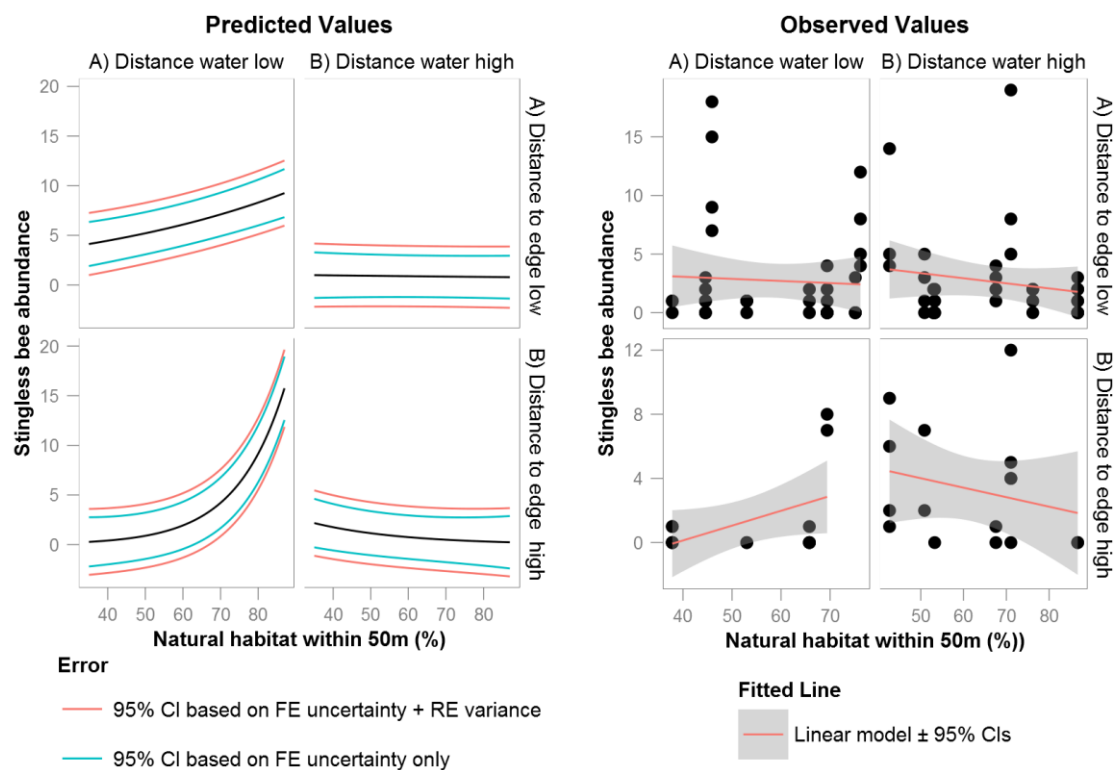 Predicted Values
A) Distance water low
B) Distance water high
Stingless bee abundance
20
15
10
5
0
A) Distance to edge low
20
15
10
5
0
B) Distance to edge high
40 50 60 70 80 40 50 60 70 80
Natural habitat within 50m (%)
Error
95% CI based on FE uncertainty + RE variance
95% CI based on FE uncertainty only
Observed Values
A) Distance water low
B) Distance water high
Stingless bee abundance
15
10
5
0
A) Distance to edge low
12
8
4
0
B) Distance to edge high
40 50 60 70 50 60 70 80
Natural habitat within 50m (%))
Fitted Line
Linear model ± 95% CIs